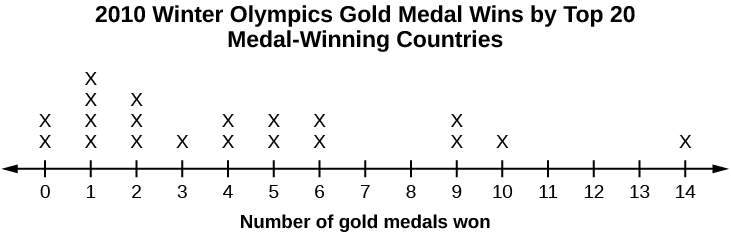 2010 Winter Olympics Gold Medal Wins by Top 20
Medal-Winning Countries
X
X X
X X X X X X X
X X X X X X X X X X
0 1 2 3 4 5 6 7 8 9 10 11 12 13 14
Number of gold medals won